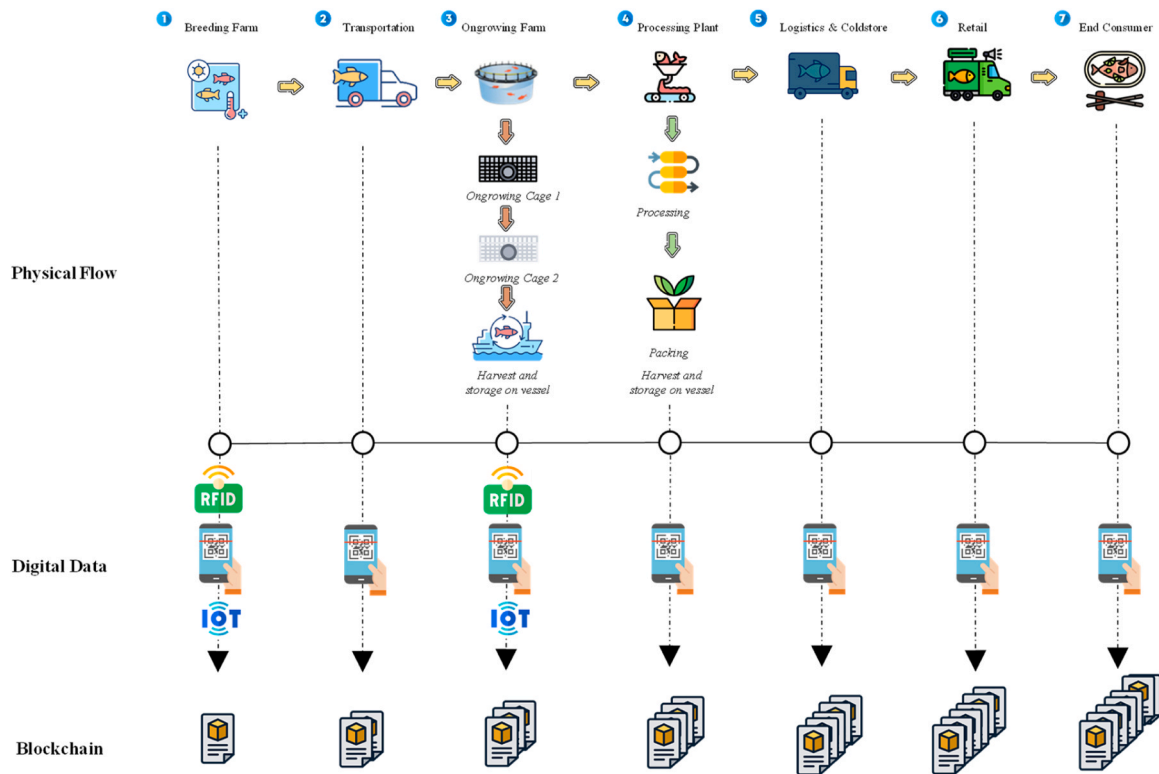 1 Breeding Farm
2 Transportation
3 Ongrowing Farm
4 Processing Plant
5 Logistics & Coldstore
6 Retail
7 End Consumer
Ongrowing Cage 1
Processing
Physical Flow
Ongrowing Cage 2
Packing
Harvest and
storage on vessel
Harvest and
storage on vessel
RFID
RFID
Digital Data
IOT
IOT
Blockchain